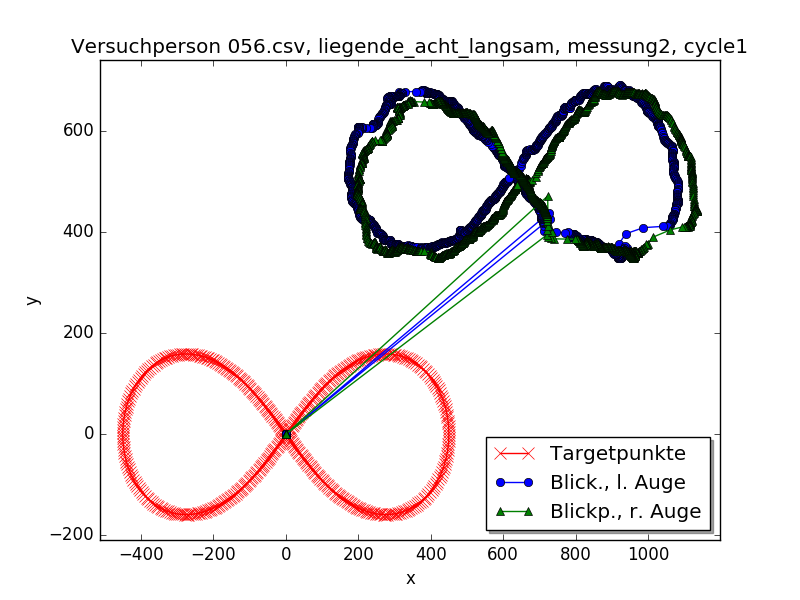 Versuchperson 056.csv, liegende_acht_langsam, messung2, cycle1
y
600
400
200
0
−200
−400
−200
0
200
400
600
800
1000
x
Targetpunkte
Blick., l. Auge
Blickp., r. Auge